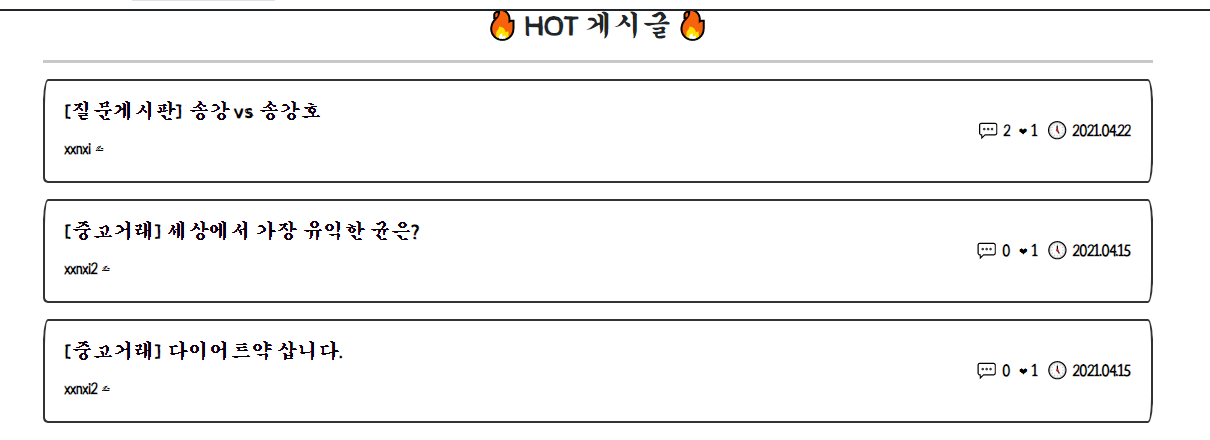 🔥 HOT 게시글 🔥
[질문게시판] 송강 vs 송강호
xxnxi ✍
💬 2 ❤ 1 🕒 2021.04.22
[중고거래] 세상에서 가장 유익한 균은?
xxnxi2 ✍
💬 0 ❤ 1 🕒 2021.04.15
[중고거래] 다이어트약 삽니다.
xxnxi2 ✍
💬 0 ❤ 1 🕒 2021.04.15